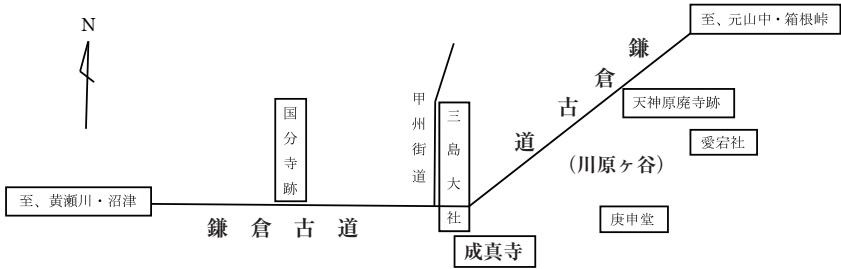 至、元山中・箱根峠
N
鎌倉古道
甲州街道
国分寺跡
三島大社
天神原廃寺跡
愛宕社
（川原ヶ谷）
至、黄瀬川・沼津
鎌倉古道
庚申堂
成真寺